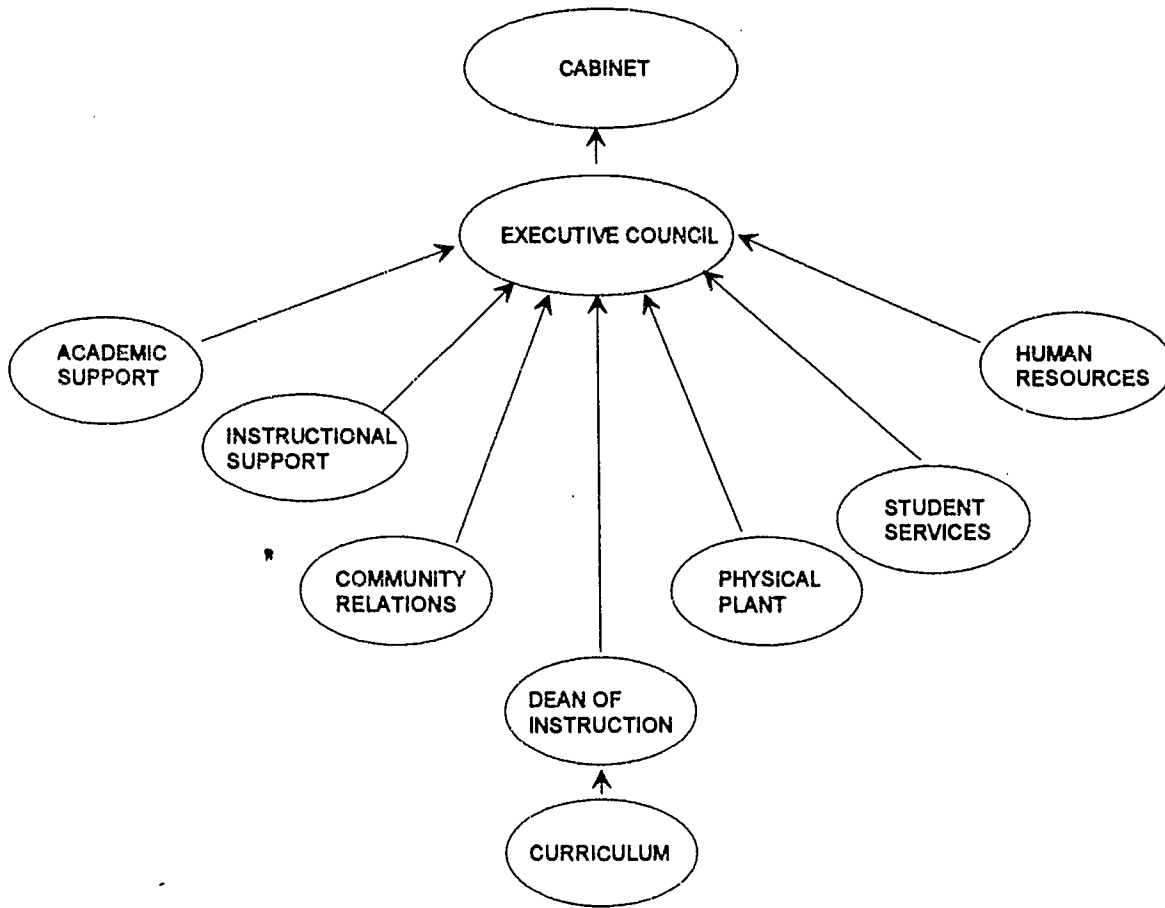 CABINET
EXECUTIVE COUNCIL
ACADEMIC
SUPPORT
HUMAN
RESOURCES
INSTRUCTIONAL
SUPPORT
STUDENT
SERVICES
COMMUNITY
RELATIONS
PHYSICAL
PLANT
DEAN OF
INSTRUCTION
CURRICULUM